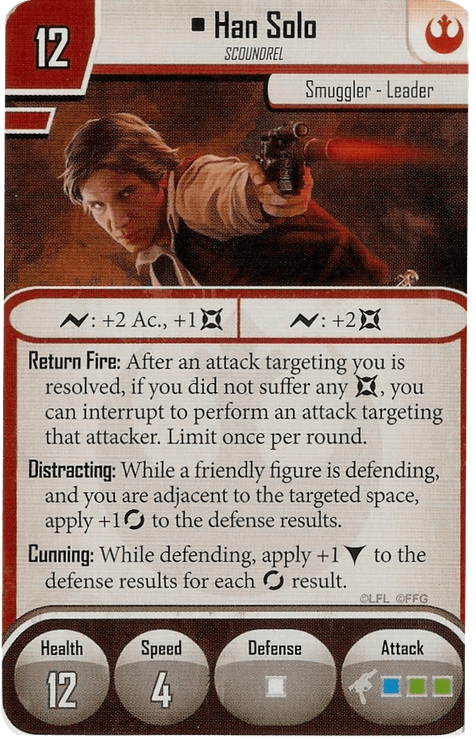 12
■ Han Solo
SCOUNDREL
Smuggler - Leader
: +2 Ac., +1
: +2
Return Fire: After an attack targeting you is
resolved, if you did not suffer any , you
can interrupt to perform an attack targeting
that attacker. Limit once per round.
Distracting: While a friendly figure is defending,
and you are adjacent to the targeted space,
apply +1 to the defense results.
Cunning: While defending, apply +1 to the
defense results for each result.
©LFL ©FFG
Health
Speed
Defense
Attack
12
4